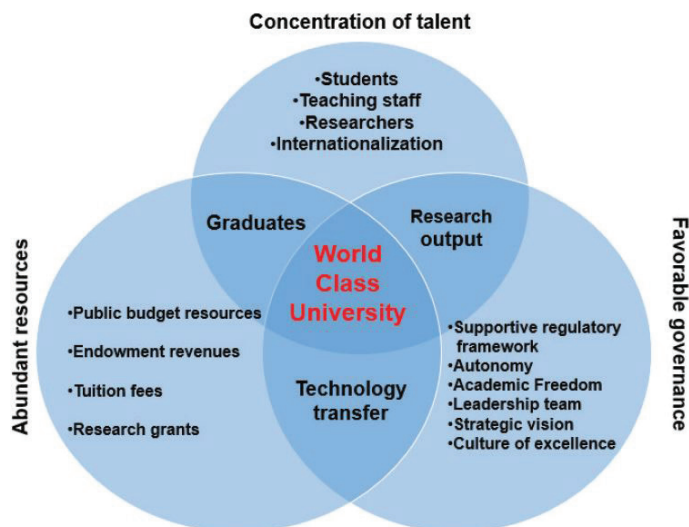 Concentration of talent
•Students
•Teaching staff
•Researchers
•Internationalization
Graduates
Research
output
World
Class
University
Abundant resources
•Public budget resources
•Endowment revenues
•Tuition fees
•Research grants
Technology
transfer
•Supportive regulatory
framework
•Autonomy
•Academic Freedom
•Leadership team
•Strategic vision
•Culture of excellence
Favorable governance